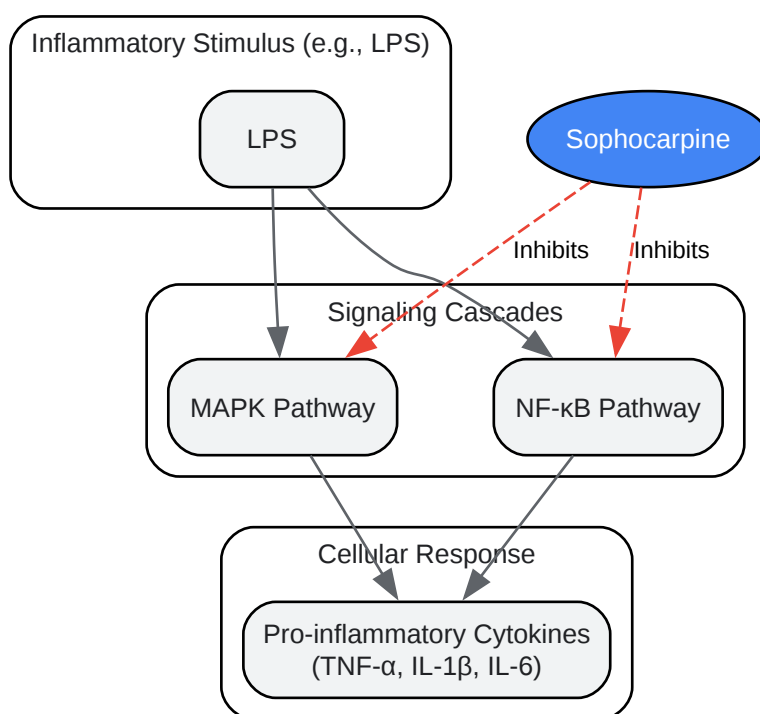 Inflammatory Stimulus (e.g., LPS)
LPS
Sophocarpine
Inhibits
Inhibits
Signaling Cascades
MAPK Pathway
NF-κB Pathway
Cellular Response
Pro-inflammatory Cytokines
(TNF-α, IL-1β, IL-6)